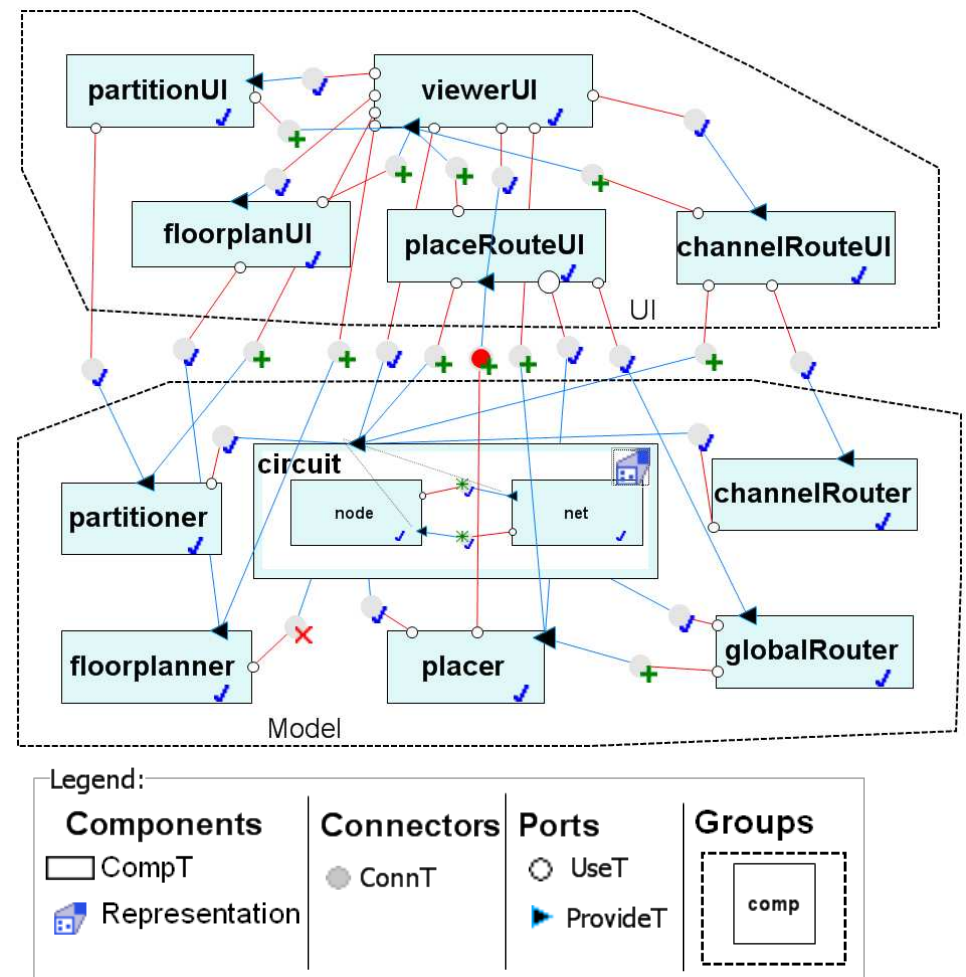 partitionUI
viewerUI
floorplanUI
placeRouteUI
channelRouteUI
UI
circuit
node
net
partitioner
channelRouter
floorplanner
placer
globalRouter
Model
Legend:
Components
Connectors
Ports
Groups
CompT
ConnT
UseT
comp
Representation
ProvideT